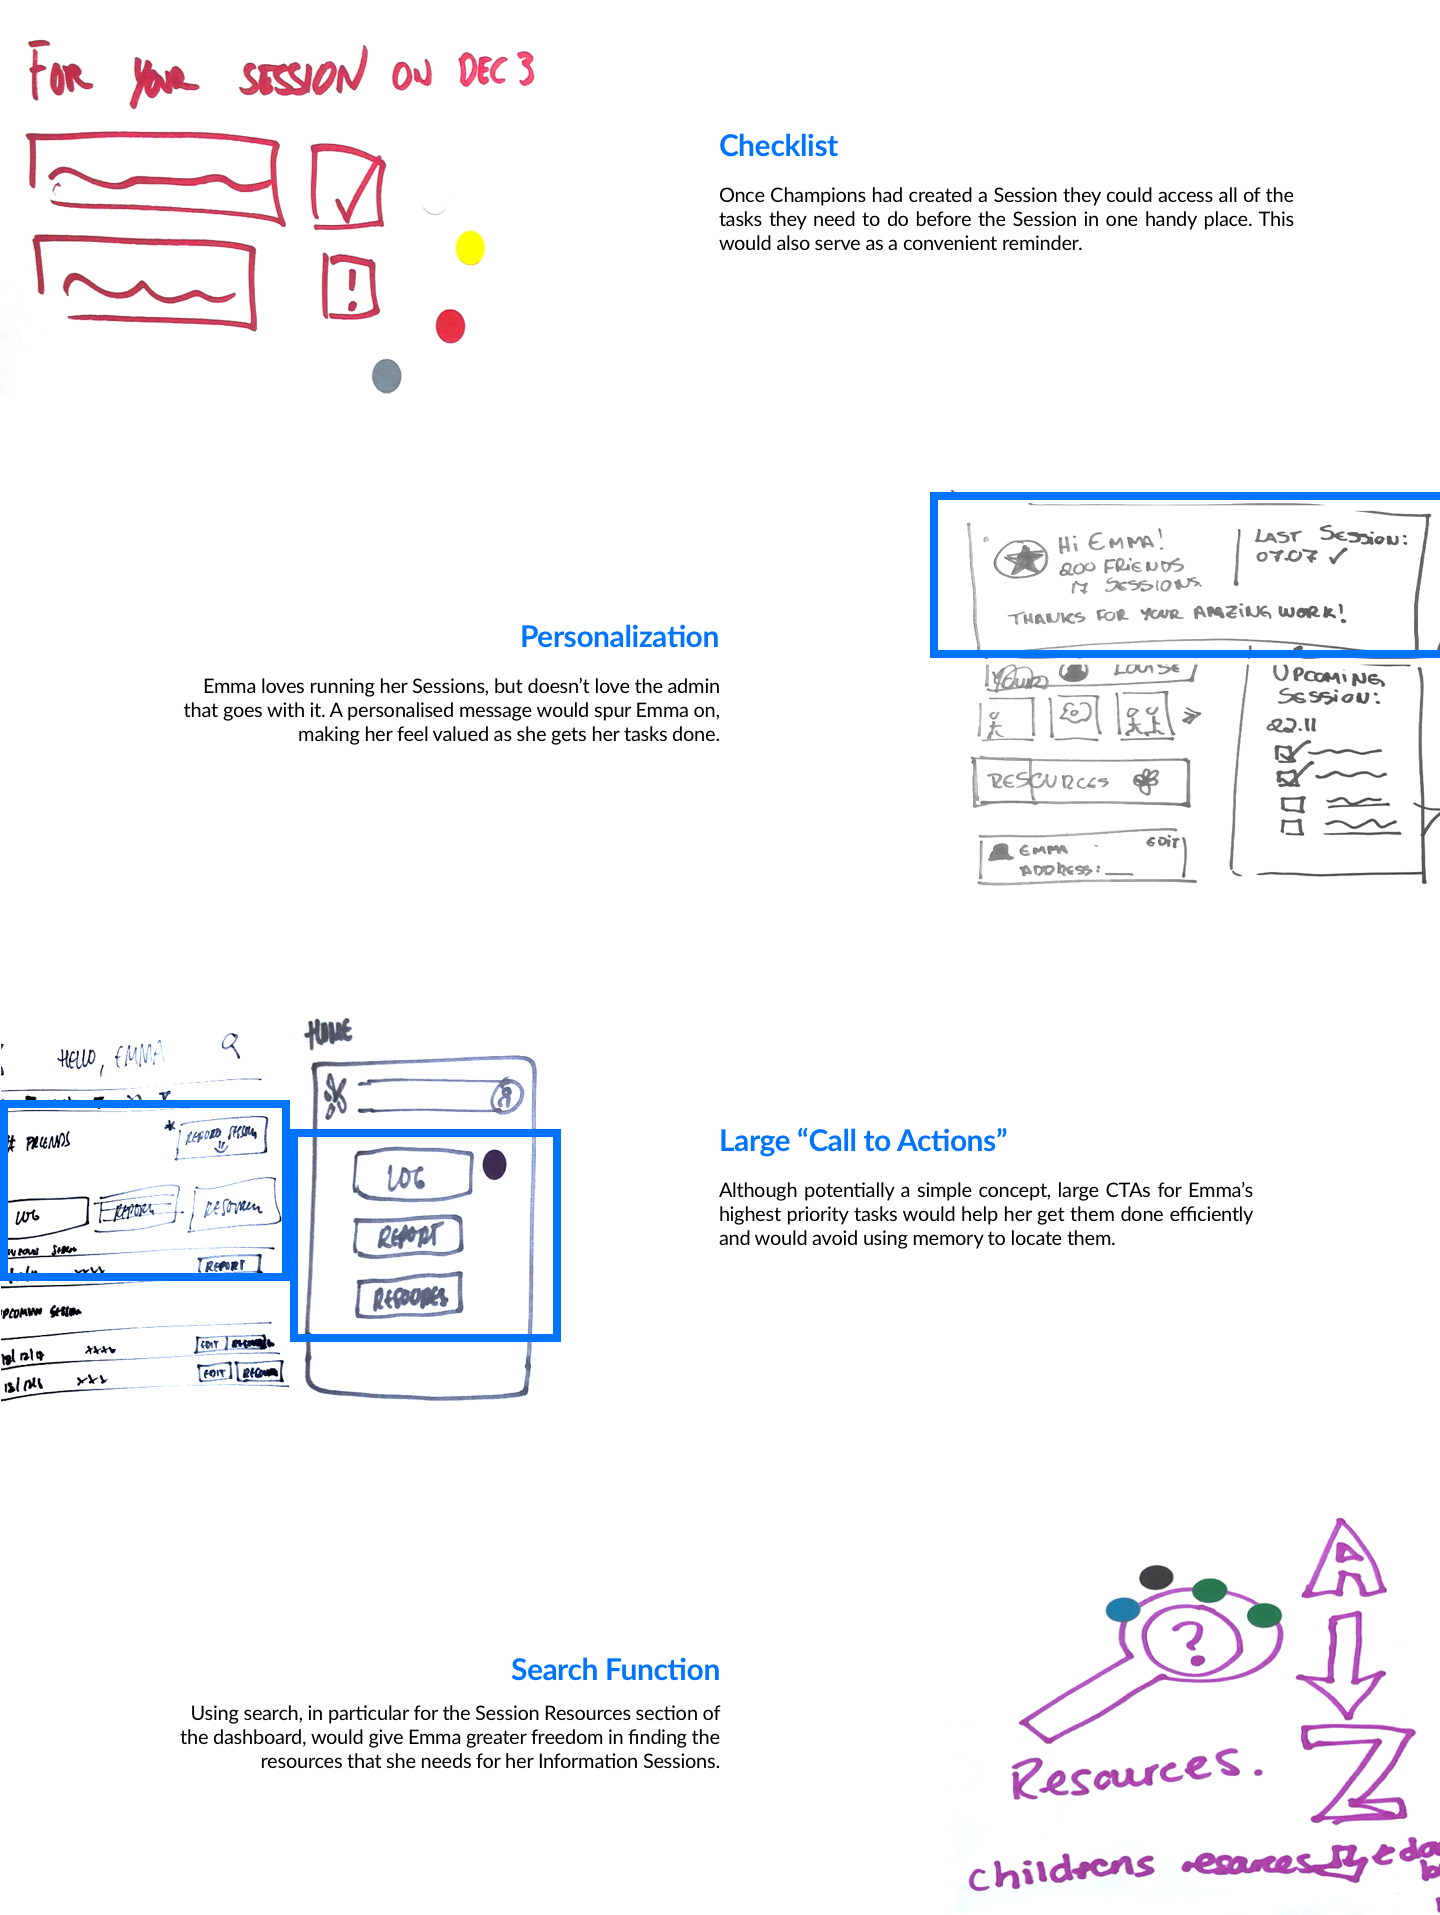 FOR YOUR SESSION ON DEC 3
Checklist
Once Champions had created a Session they could access all of the
tasks they need to do before the Session in one handy place. This
would also serve as a convenient reminder.
!
Hi EMMA!
200 FRIENDS
17 SESSIONS
LAST SESSION:
07.07 ✓
THANKS FOR YOUR AMAZING WORK!
Personalization
Emma loves running her Sessions, but doesn’t love the admin
that goes with it. A personalised message would spur Emma on,
making her feel valued as she gets her tasks done.
LOUISE
UPCOMING
SESSION:
22.11
RESOURCES
EMMA
EDIT
ADDRESS:
HELLO, EMMA
# FRIENDS
* REPORT SESSION
LOG
REPORT
RESOURCES
REPORT
UPCOMING SESSION
XXX
EDIT
XXX
EDIT
HOME
LOG
REPORT
RESOURCES
Large “Call to Actions”
Although potentially a simple concept, large CTAs for Emma’s
highest priority tasks would help her get them done efficiently
and would avoid using memory to locate them.
Search Function
Using search, in particular for the Session Resources section of
the dashboard, would give Emma greater freedom in finding the
resources that she needs for her Information Sessions.
?
A
Z
Resources.
childrens resources